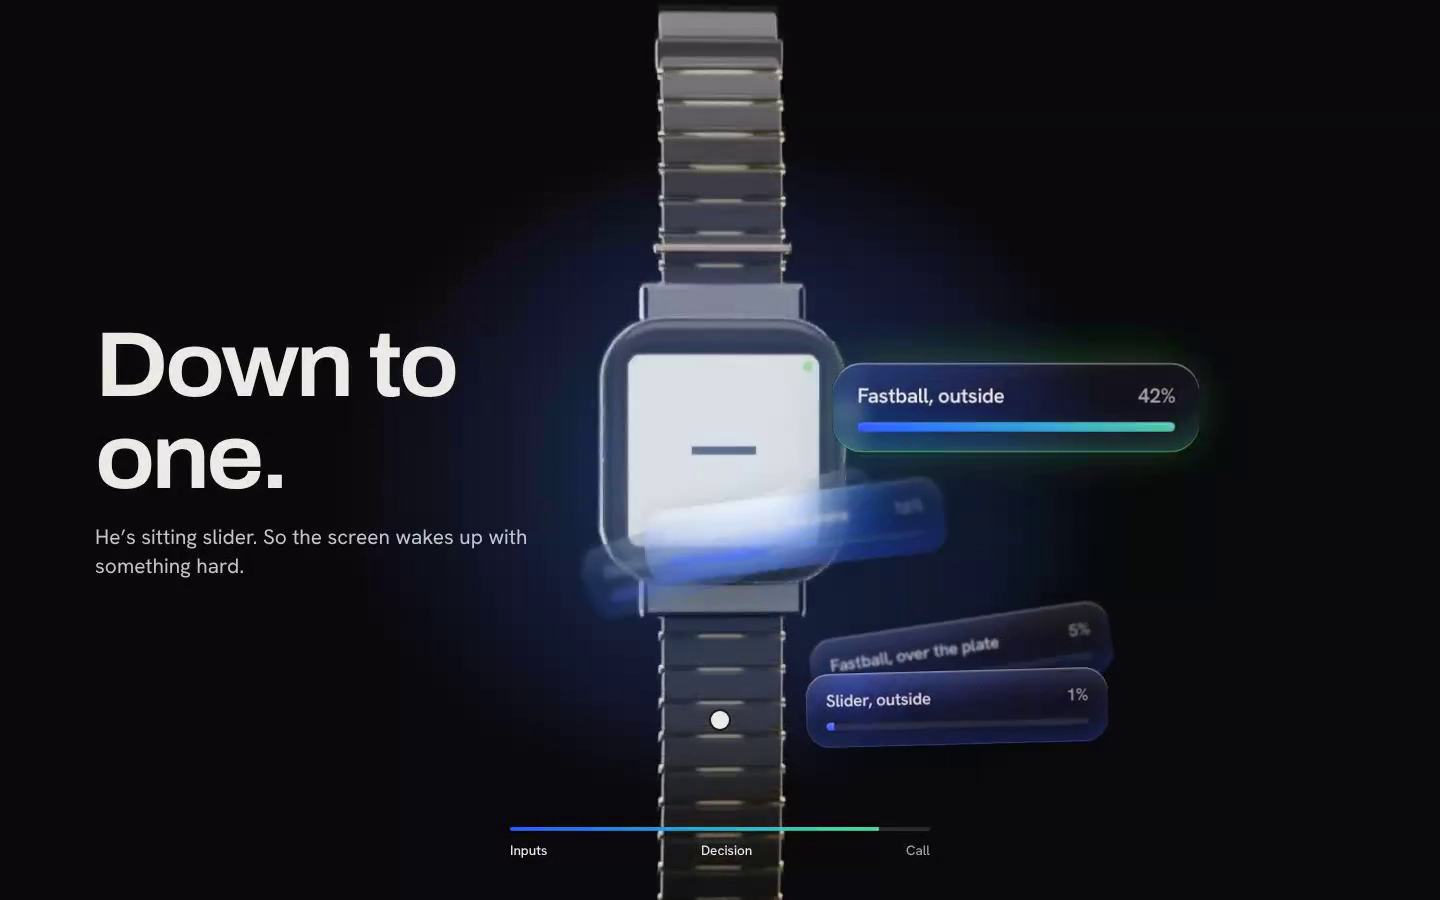 Down to
one.
He’s sitting slider. So the screen wakes up with
something hard.
Fastball, outside 42%
Fastball, over the plate 5%
Slider, outside 1%
Inputs Decision Call